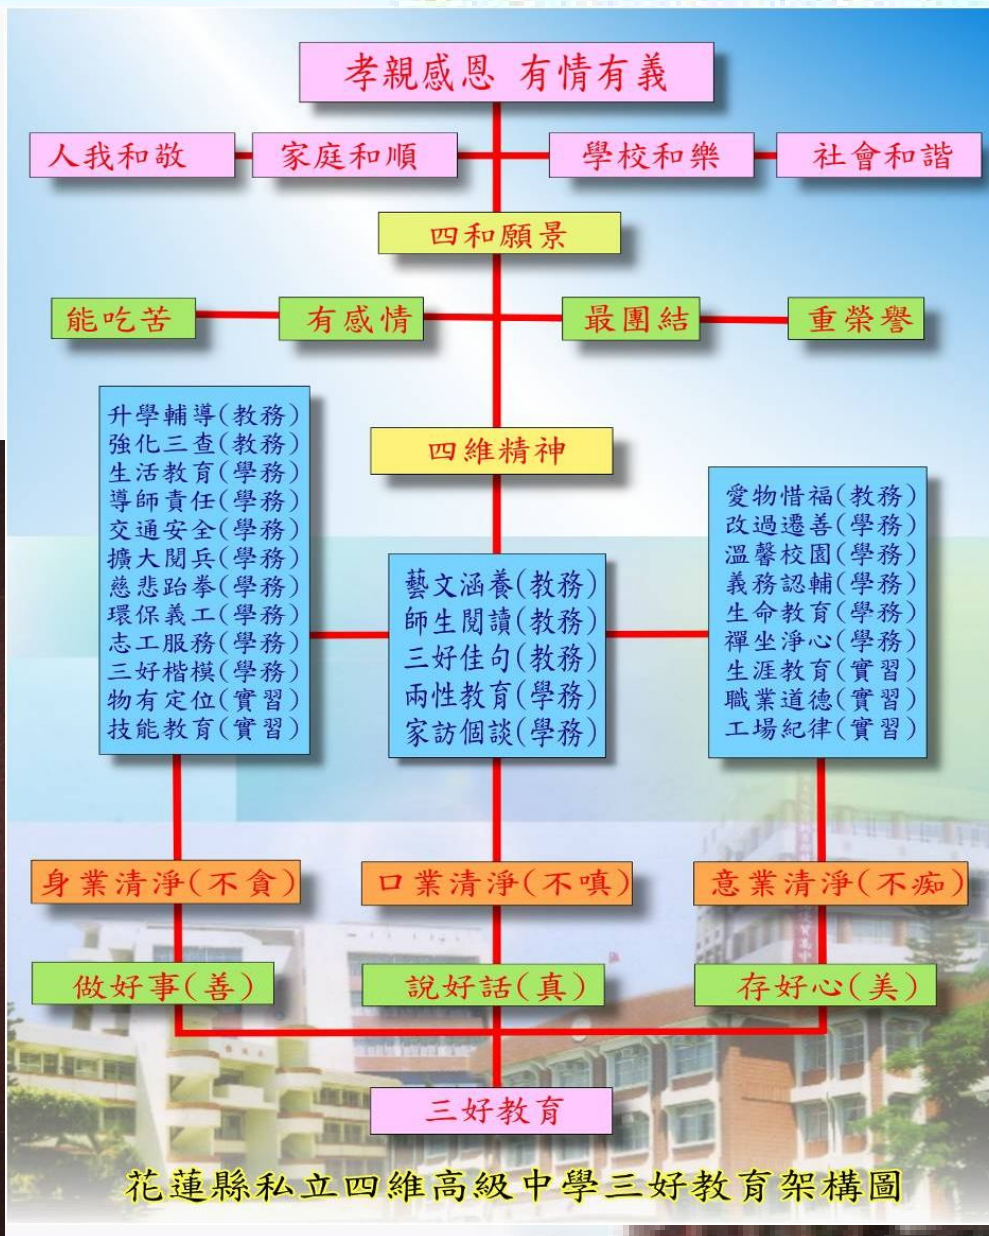 孝親感恩 有情有義
人我和敬
家庭和順
學校和樂
社會和諧
四和願景
能吃苦
有感情
最團結
重榮譽
四維精神
升學輔導(教務)
強化三查(教務)
生活教育(學務)
導師責任(學務)
交通安全(學務)
擴大閱兵(學務)
慈悲跆拳(學務)
環保義工(學務)
志工服務(學務)
三好楷模(學務)
物有定位(實習)
技能教育(實習)
藝文涵養(教務)
師生閱讀(教務)
三好佳句(教務)
兩性教育(學務)
家訪個談(學務)
愛物惜福(教務)
改過遷善(學務)
溫馨校園(學務)
義務認輔(學務)
生命教育(學務)
禪坐淨心(學務)
生涯教育(實習)
職業道德(實習)
工場紀律(實習)
身業清淨(不貪)
口業清淨(不嗔)
意業清淨(不痴)
做好事(善)
說好話(真)
存好心(美)
三好教育
花蓮縣私立四維高級中學三好教育架構圖